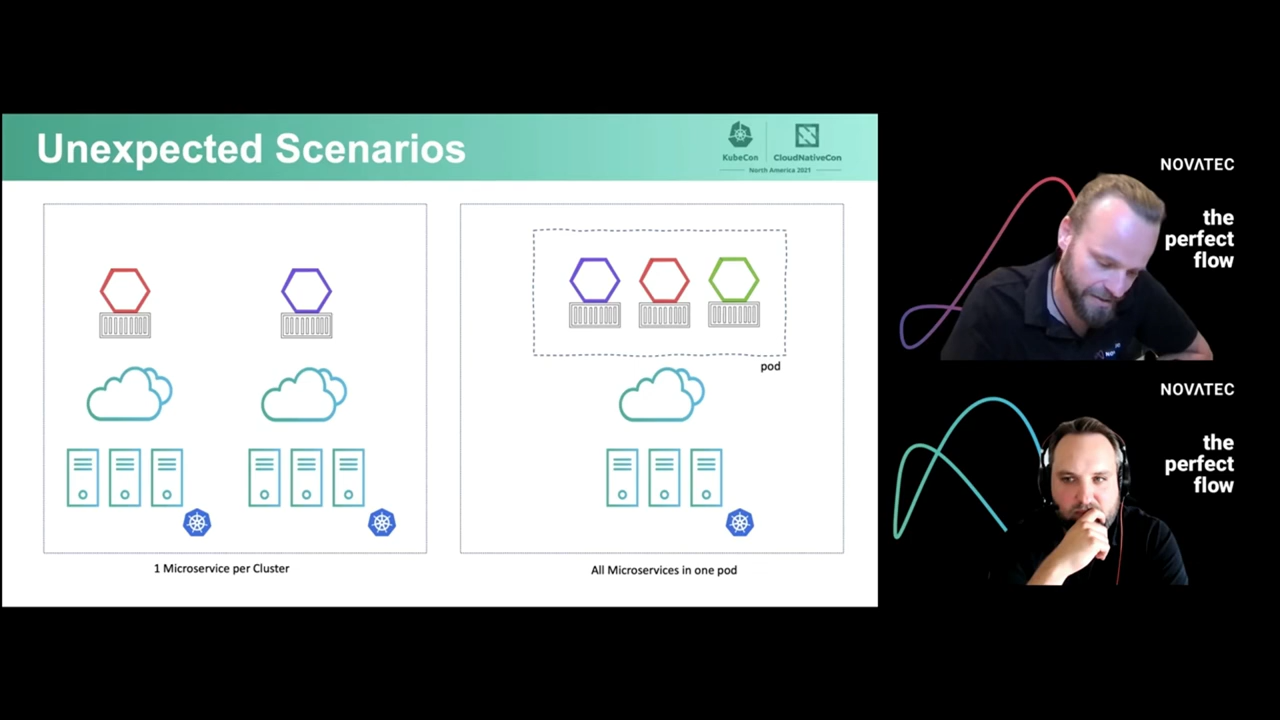 Unexpected Scenarios
KubeCon
CloudNativeCon
North America 2021
pod
1 Microservice per Cluster
All Microservices in one pod
NOVATEC
the
perfect
flow
NOVATEC
the
perfect
flow